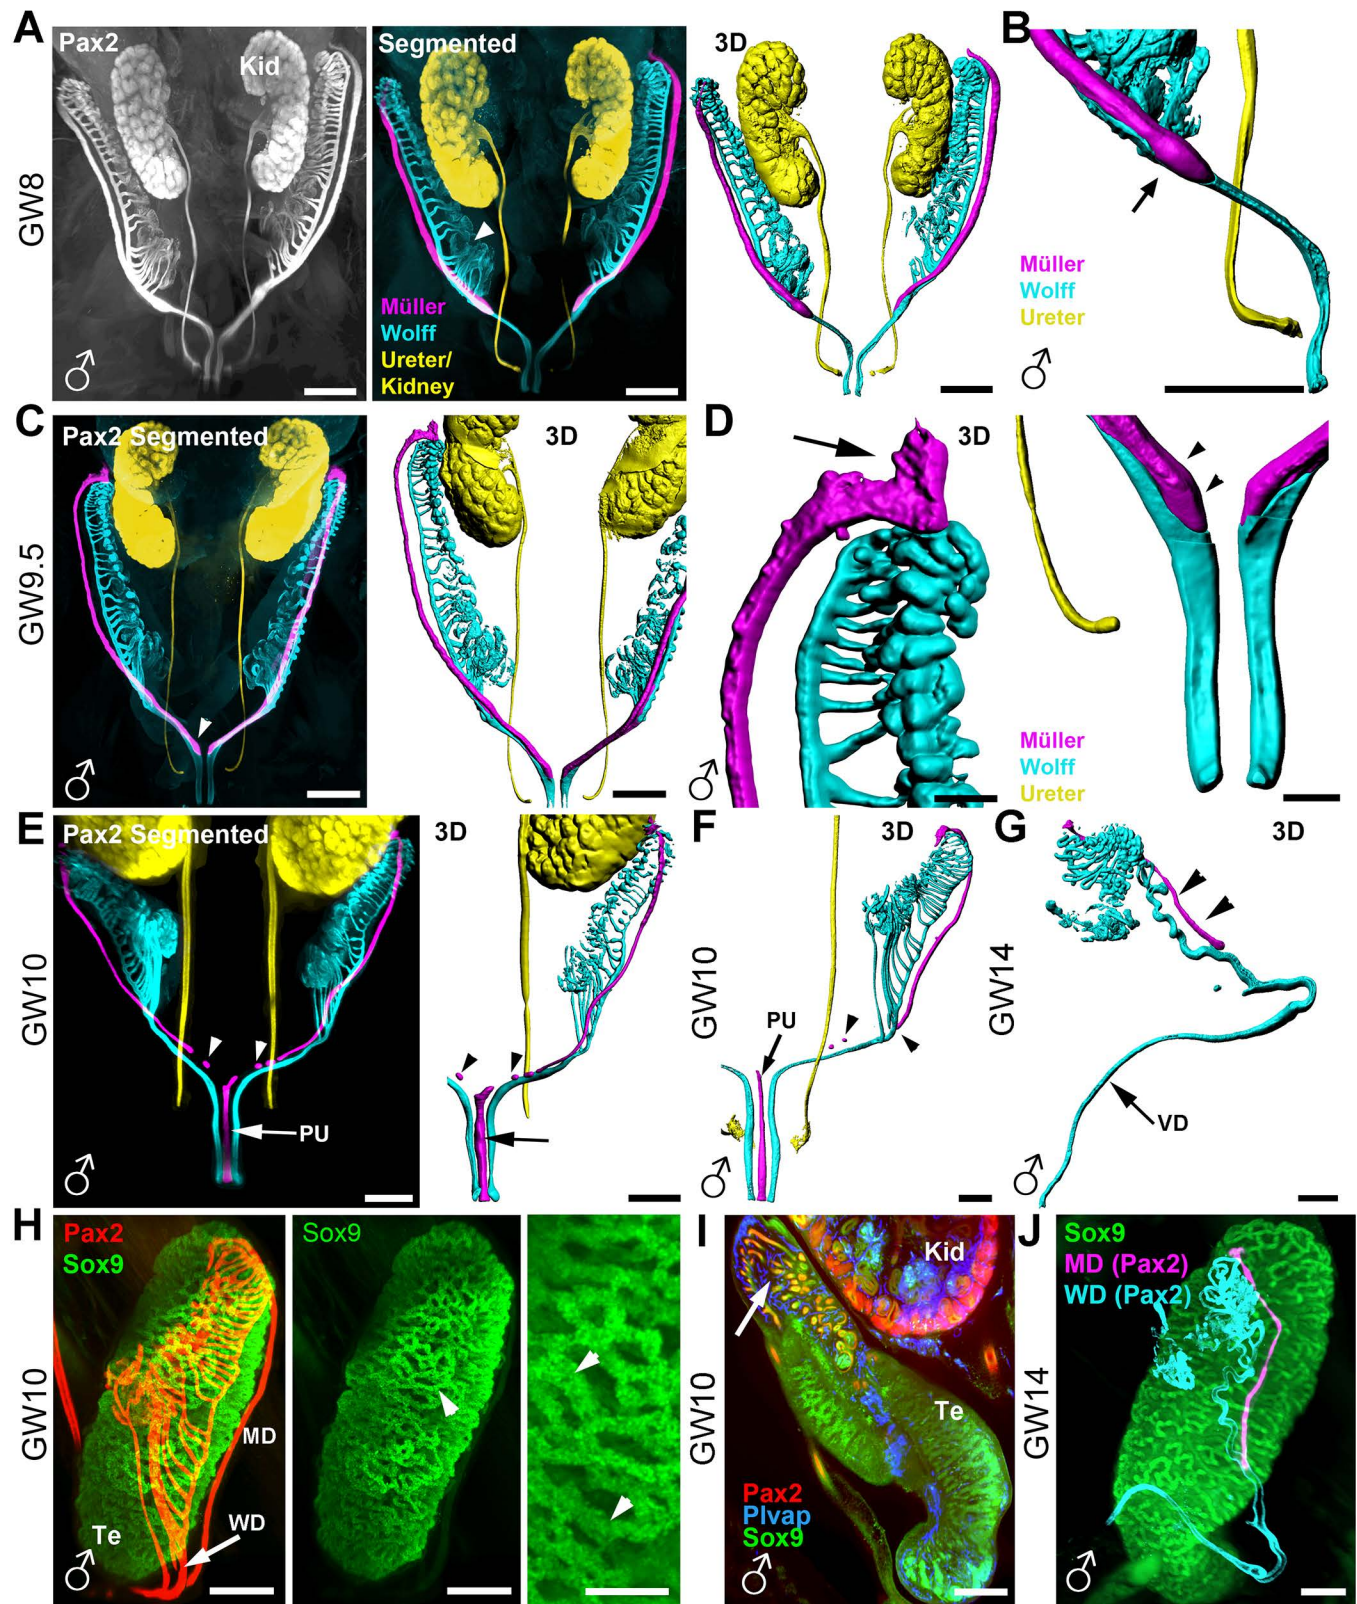 A
Pax2
Kid
GW8
♂
Segmented
Müller
Wolff
Ureter/
Kidney
3D
B
Müller
Wolff
Ureter
♂
C
Pax2 Segmented
GW9.5
♂
3D
D
3D
♂
Müller
Wolff
Ureter
E
Pax2 Segmented
GW10
PU
♂
3D
F
3D
GW10
PU
♂
G
3D
GW14
VD
♂
H
Pax2
Sox9
GW10
MD
WD
Te
♂
Sox9
I
Kid
GW10
Te
Pax2
Plvap
Sox9
♂
J
Sox9
MD (Pax2)
WD (Pax2)
GW14
♂